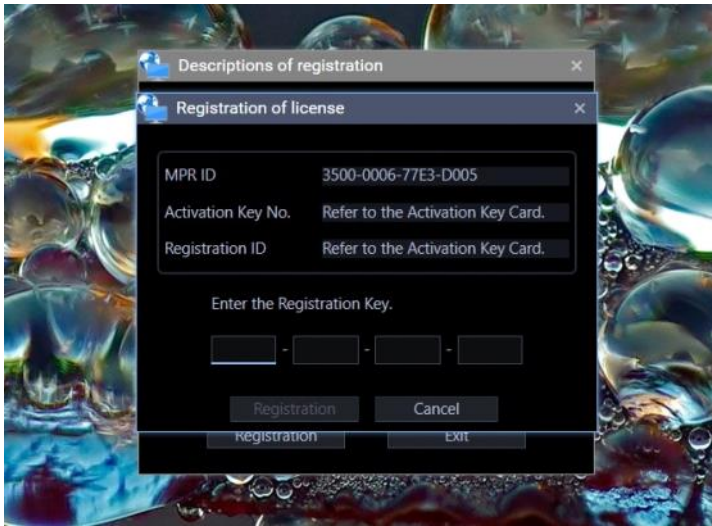 Descriptions of registration
Registration of license
MPR ID 3500-0006-77E3-D005
Activation Key No. Refer to the Activation Key Card.
Registration ID Refer to the Activation Key Card.
Enter the Registration Key.
- - -
Registration Cancel
Registration Exit